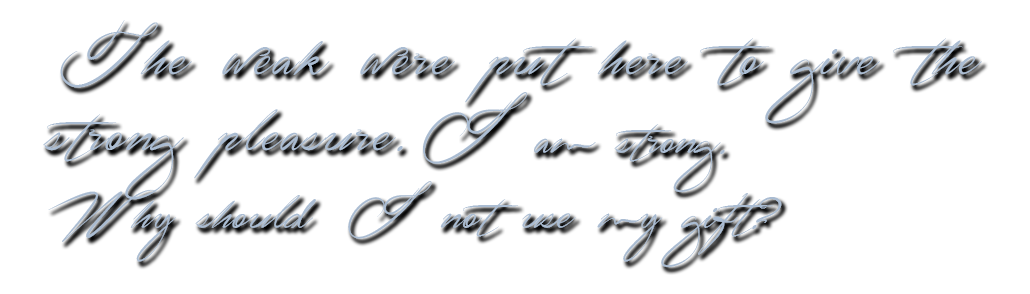 The weak were put here to give the
strong pleasure. I am strong.
Why should I not use my gift?